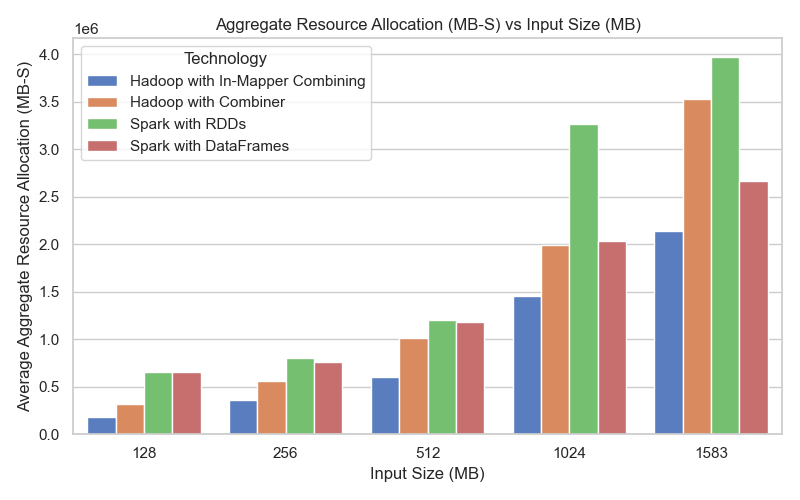 Aggregate Resource Allocation (MB-S) vs Input Size (MB)
1e6
Technology
Hadoop with In-Mapper Combining
Hadoop with Combiner
Spark with RDDs
Spark with DataFrames
Average Aggregate Resource Allocation (MB-S)
4.0
3.5
3.0
2.5
2.0
1.5
1.0
0.5
0.0
128 256 512 1024 1583
Input Size (MB)